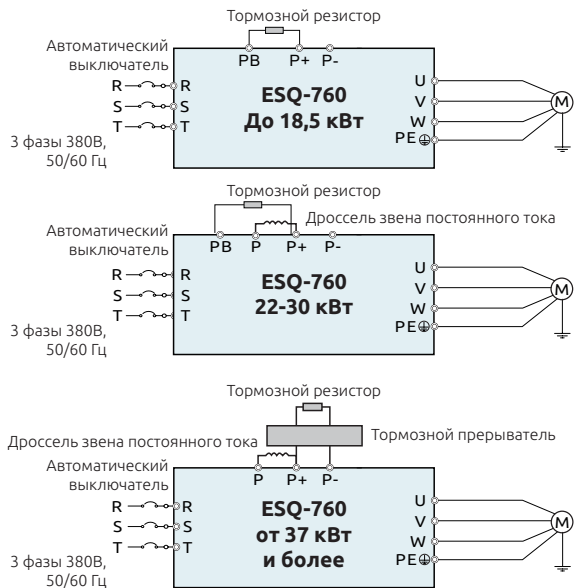 Тормозной резистор
Автоматический
выключатель
PB P+ P-
R R
S S
T T
3 фазы 380В,
50/60 Гц
ESQ-760
До 18,5 кВт
U
V
W
PE
M
Тормозной резистор
Дроссель звена постоянного тока
Автоматический
выключатель
PB P P+ P-
R R
S S
T T
3 фазы 380В,
50/60 Гц
ESQ-760
22-30 кВт
U
V
W
PE
M
Тормозной резистор
Тормозной прерыватель
Дроссель звена постоянного тока
Автоматический
выключатель
P P+ P-
R R
S S
T T
3 фазы 380В,
50/60 Гц
ESQ-760
от 37 кВт
и более
U
V
W
PE
M